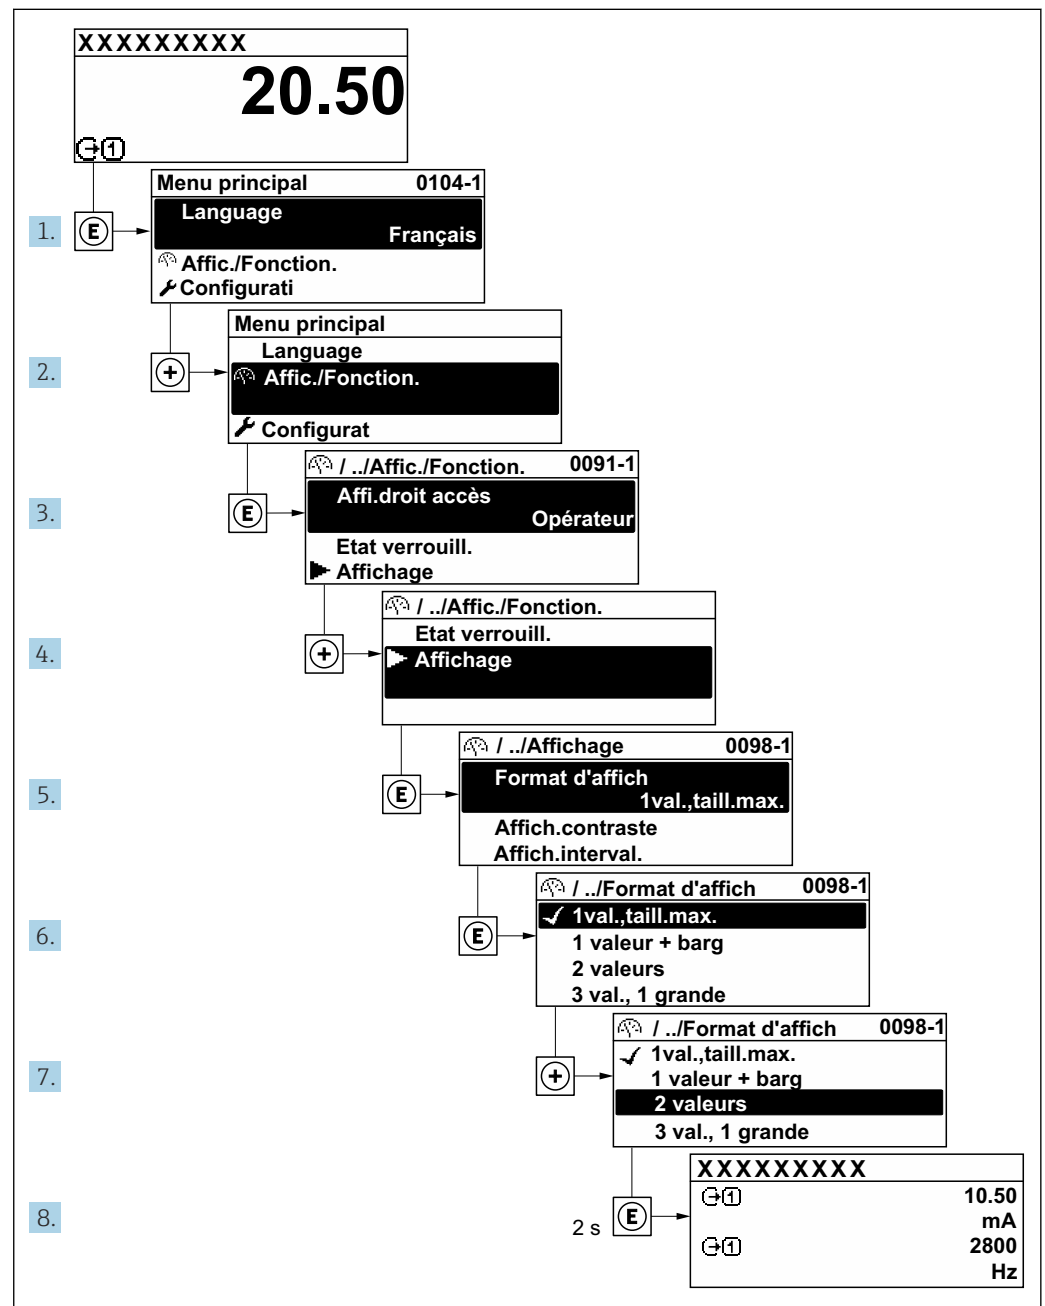 XXXXXXXXX
20.50
1
Menu principal 0104-1
1. E Language
Français
Affic./Fonction.
Configurati
Menu principal
Language
2. + Affic./Fonction.
Configurat
/ ../Affic./Fonction. 0091-1
Affi.droit accès
3. E Opérateur
Etat verrouill.
Affichage
/ ../Affic./Fonction.
Etat verrouill.
4. + Affichage
/ ../Affichage 0098-1
Format d'affich
5. E 1val.,taill.max.
Affich.contraste
Affich.interval.
/ ../Format d'affich 0098-1
1val.,taill.max.
6. E 1 valeur + barg
2 valeurs
3 val., 1 grande
/ ../Format d'affich 0098-1
1val.,taill.max.
7. + 1 valeur + barg
2 valeurs
3 val., 1 grande
XXXXXXXXX
1 10.50
8. 2 s E mA
1 2800
Hz